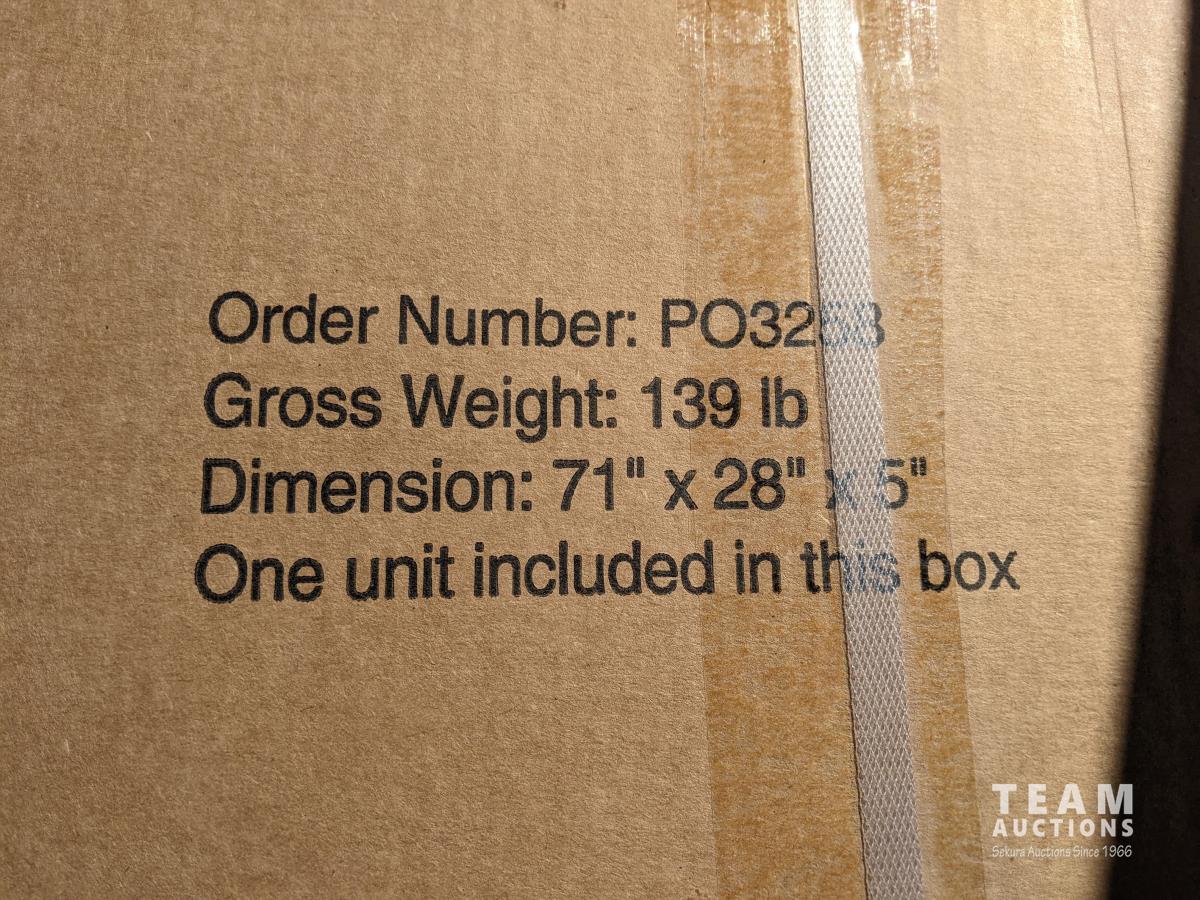 Order Number:
Gross Weight: 139 lb
Dimension: 71" x 28" x 5"
One unit included in this box
TEAM
AUCTIONS
Sekura Auctions Since 1966